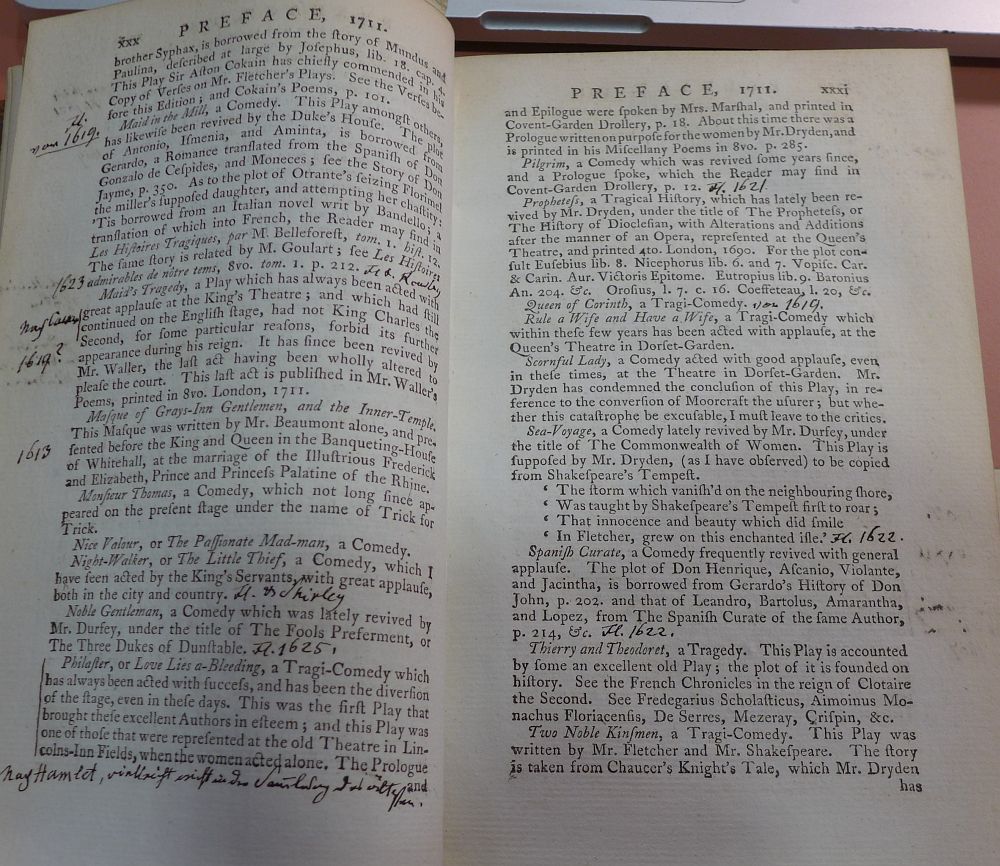 xxx PREFACE, 1711.
brother Syphax, is borrowed from the ſtory of Mundus and
Paulina, deſcribed at large by Joſephus, lib. 18. cap. 4.
This Play Sir Aſton Cokain has chiefly commended in his
Copy of Verſes on Mr. Fletcher's Plays. See the Verſes be-
fore this Edition; and Cokain's Poems, p. 101.
Maid in the Mill, a Comedy. This Play amongſt others,
has likewiſe been revived by the Duke's Houſe. The plot
of Antonio, Iſmenia, and Aminta, is borrowed from
Gerardo, a Romance tranſlated from the Spaniſh of Don
Gonzalo de Ceſpides, and Moneces; ſee the Story of Don
Jayme, p. 350. As to the plot of Otrante's ſeizing Florimel
the miller's ſuppoſed daughter, and attempting her chaſtity:
'Tis borrowed from an Italian novel writ by Bandello; a
tranſlation of which into French, the Reader may find in
Les Hiſtoires Tragiques, par M. Belleforeſt, tom. 1. hiſt. 12.
The ſame ſtory is related by M. Goulart; ſee Les Hiſtoires
1623 admirables de nôtre tems, 8vo. tom. 1. p. 212. Fl. & Rowley
Maid's Tragedy, a Play which has always been acted with
great applauſe at the King's Theatre; and which had ſtill
continued on the Engliſh ſtage, had not King Charles the
Second, for ſome particular reaſons, forbid its further
1619? appearance during his reign. It has ſince been revived by
Mr. Waller, the laſt act having been wholly altered to
pleaſe the court. This laſt act is publiſhed in Mr. Waller's
Poems, printed in 8vo. London, 1711.
Maſque of Grays-Inn Gentlemen, and the Inner-Temple.
This Maſque was written by Mr. Beaumont alone, and pre-
1613 ſented before the King and Queen in the Banqueting-Houſe
of Whitehall, at the marriage of the Illuſtrious Frederick
and Elizabeth, Prince and Princeſs Palatine of the Rhine.
Monſieur Thomas, a Comedy, which not long ſince ap-
peared on the preſent ſtage under the name of Trick for
Trick.
Nice Valour, or The Paſſionate Mad-man, a Comedy.
Night-Walker, or The Little Thief, a Comedy, which I
have ſeen acted by the King's Servants, with great applauſe,
both in the city and country. Fl. & Shirley
Noble Gentleman, a Comedy which was lately revived by
Mr. Durfey, under the title of The Fools Preferment, or
The Three Dukes of Dunſtable. Fl. 1625.
Philaſter, or Love Lies a-Bleeding, a Tragi-Comedy which
has always been acted with ſucceſs, and has been the diverſion
of the ſtage, even in theſe days. This was the firſt Play that
brought theſe excellent Authors in eſteem; and this Play was
one of thoſe that were repreſented at the old Theatre in Lin-
colns-Inn Fields, when the women acted alone. The Prologue
and
nach Hamlet,
PREFACE, 1711. xxxi
and Epilogue were ſpoken by Mrs. Marſhal, and printed in
Covent-Garden Drollery, p. 18. About this time there was a
Prologue written on purpoſe for the women by Mr. Dryden, and
is printed in his Miſcellany Poems in 8vo. p. 285.
Pilgrim, a Comedy which was revived ſome years ſince,
and a Prologue ſpoke, which the Reader may find in
Covent-Garden Drollery, p. 12. Fl. 1621.
Propheteſs, a Tragical Hiſtory, which has lately been re-
vived by Mr. Dryden, under the title of The Propheteſs, or
The Hiſtory of Diocleſian, with Alterations and Additions
after the manner of an Opera, repreſented at the Queen's
Theatre, and printed 4to. London, 1690. For the plot con-
ſult Euſebius lib. 8. Nicephorus lib. 6. and 7. Vopiſc. Car.
& Carin. Aur. Victoris Epitome. Eutropius lib. 9. Baronius
An. 204. &c. Oroſius, l. 7. c. 16. Coeffeteau, l. 20, &c.
Queen of Corinth, a Tragi-Comedy. vor 1619.
Rule a Wife and Have a Wife, a Tragi-Comedy which
within theſe few years has been acted with applauſe, at the
Queen's Theatre in Dorſet-Garden.
Scornful Lady, a Comedy acted with good applauſe, even
in theſe times, at the Theatre in Dorſet-Garden. Mr.
Dryden has condemned the concluſion of this Play, in re-
ference to the converſion of Moorcraft the uſurer; but whe-
ther this cataſtrophe be excuſable, I muſt leave to the critics.
Sea-Voyage, a Comedy lately revived by Mr. Durfey, under
the title of The Commonwealth of Women. This Play is
ſuppoſed by Mr. Dryden, (as I have obſerved) to be copied
from Shakeſpeare's Tempeſt.
‘ The ſtorm which vaniſh'd on the neighbouring ſhore,
‘ Was taught by Shakeſpeare's Tempeſt firſt to roar;
‘ That innocence and beauty which did ſmile
‘ In Fletcher, grew on this enchanted iſle.’ Fl. 1622.
Spaniſh Curate, a Comedy frequently revived with general
applauſe. The plot of Don Henrique, Aſcanio, Violante,
and Jacintha, is borrowed from Gerardo's Hiſtory of Don
John, p. 202. and that of Leandro, Bartolus, Amarantha,
and Lopez, from The Spaniſh Curate of the ſame Author,
p. 214, &c. Fl. 1622.
Thierry and Theodoret, a Tragedy. This Play is accounted
by ſome an excellent old Play; the plot of it is founded on
hiſtory. See the French Chronicles in the reign of Clotaire
the Second. See Fredegarius Scholaſticus, Aimoinus Mo-
nachus Floriacenſis, De Serres, Mezeray, Criſpin, &c.
Two Noble Kinſmen, a Tragi-Comedy. This Play was
written by Mr. Fletcher and Mr. Shakeſpeare. The ſtory
is taken from Chaucer's Knight's Tale, which Mr. Dryden
has